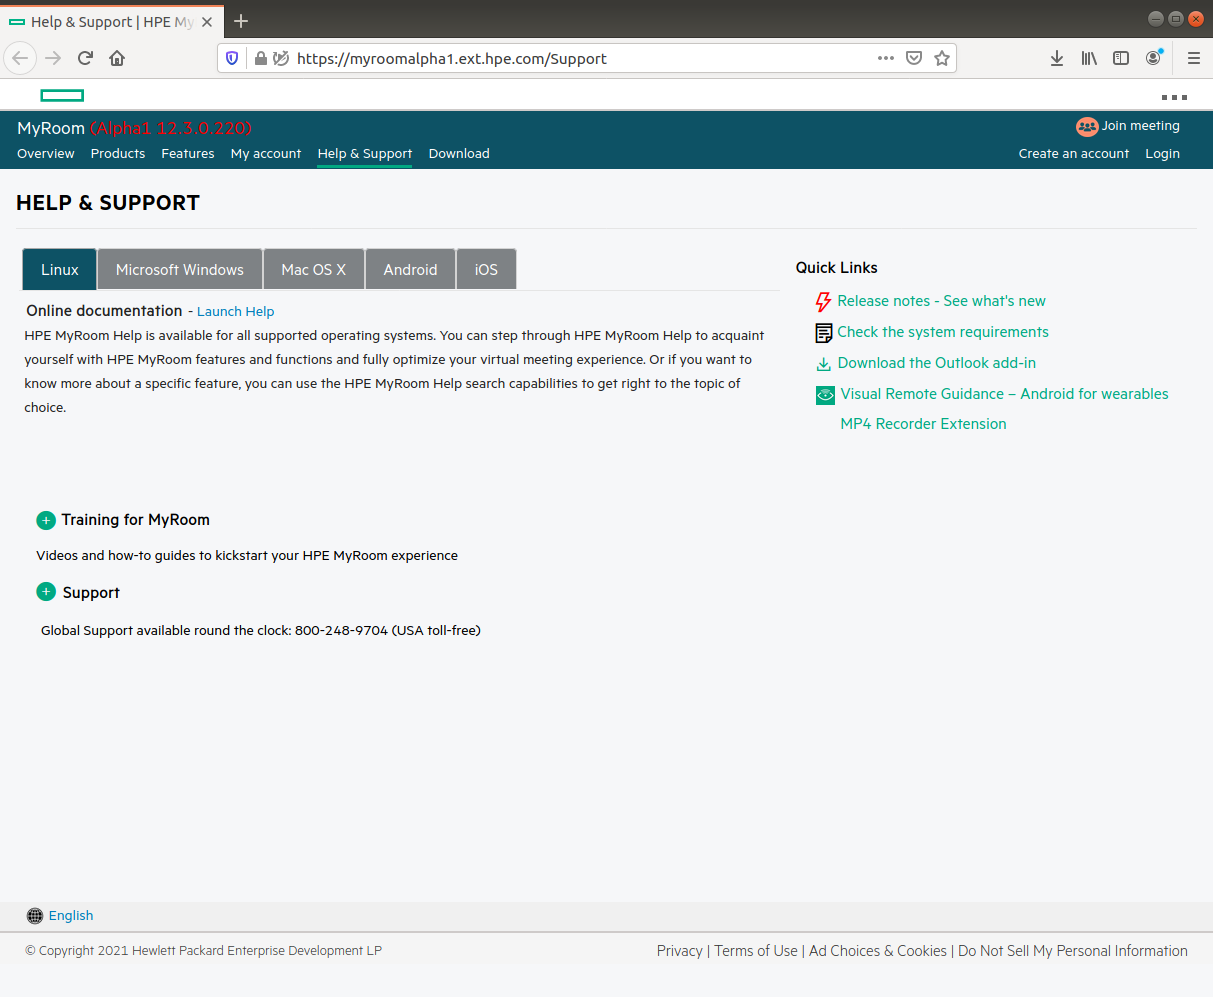 Help & Support | HPE My
https://myroomalpha1.ext.hpe.com/Support
MyRoom (Alpha1 12.3.0.220)
Join meeting
Overview Products Features My account Help & Support Download
Create an account Login
HELP & SUPPORT
Linux Microsoft Windows Mac OS X Android iOS
Online documentation - Launch Help
HPE MyRoom Help is available for all supported operating systems. You can step through HPE MyRoom Help to acquaint
yourself with HPE MyRoom features and functions and fully optimize your virtual meeting experience. Or if you want to
know more about a specific feature, you can use the HPE MyRoom Help search capabilities to get right to the topic of
choice.
Training for MyRoom
Videos and how-to guides to kickstart your HPE MyRoom experience
Support
Global Support available round the clock: 800-248-9704 (USA toll-free)
Quick Links
Release notes - See what's new
Check the system requirements
Download the Outlook add-in
Visual Remote Guidance – Android for wearables
MP4 Recorder Extension
English
© Copyright 2021 Hewlett Packard Enterprise Development LP
Privacy | Terms of Use | Ad Choices & Cookies | Do Not Sell My Personal Information